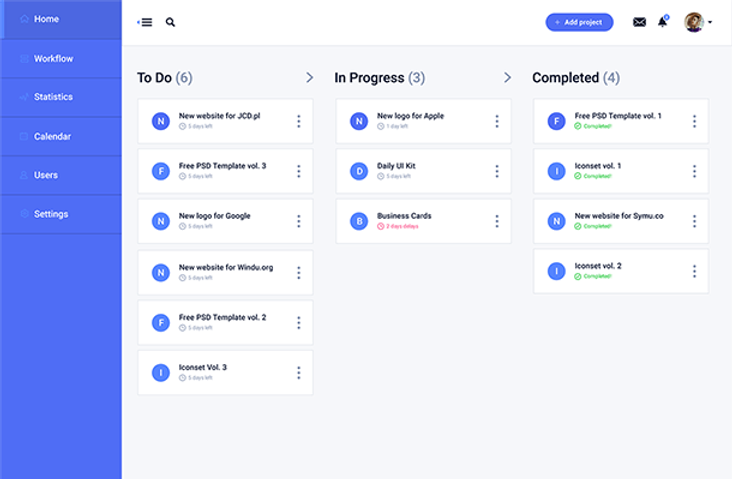 Home
Workflow
Statistics
Calendar
Users
Settings
+ Add project
To Do (6)
N
New website for JCD.pl
5 days left
F
Free PSD Template vol. 3
5 days left
N
New logo for Google
5 days left
N
New website for Windu.org
5 days left
F
Free PSD Template vol. 2
5 days left
I
Iconset Vol. 3
5 days left
In Progress (3)
N
New logo for Apple
1 day left
D
Daily UI Kit
5 days left
B
Business Cards
2 days delays
Completed (4)
F
Free PSD Template vol. 1
Completed!
I
Iconset vol. 1
Completed!
N
New website for Symu.co
Completed!
I
Iconset vol. 2
Completed!